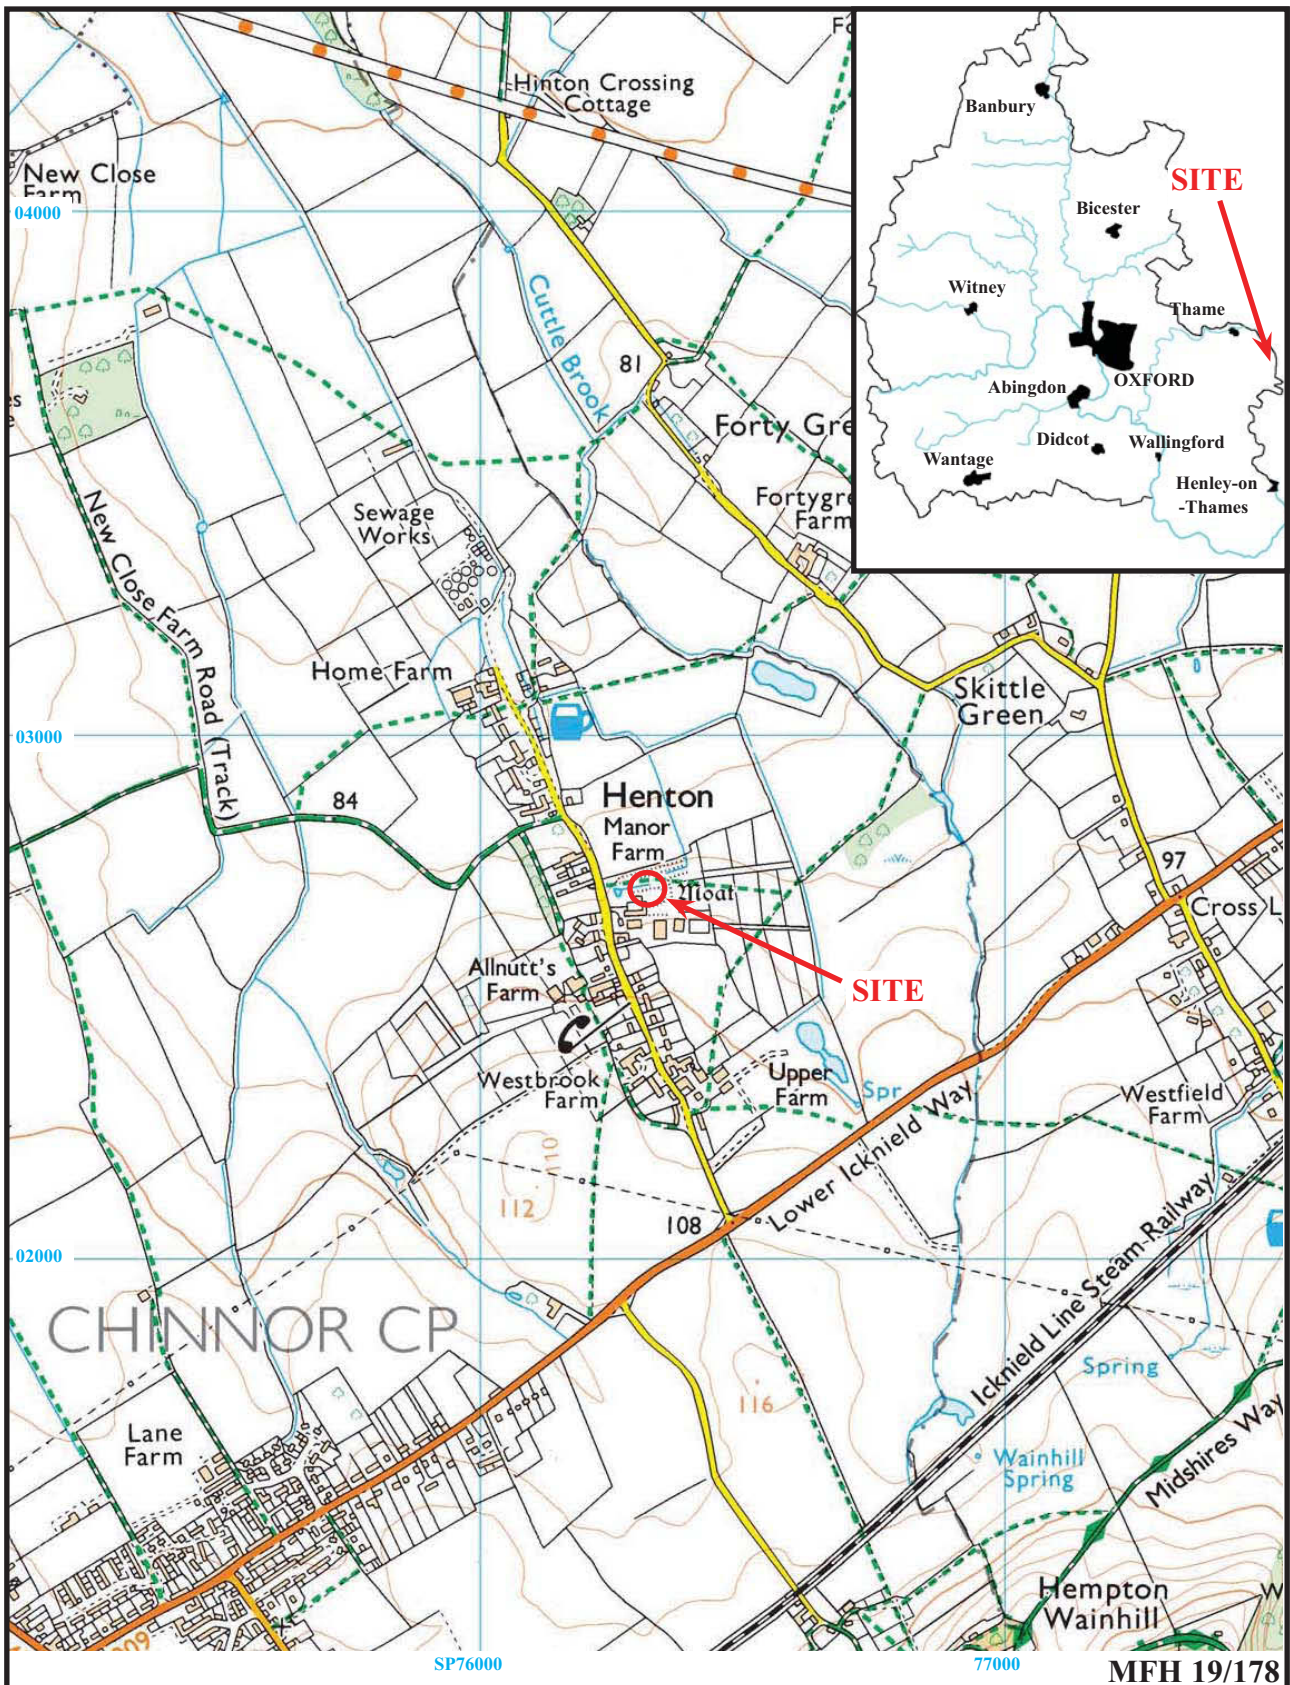 Hinton Crossing
Cottage
New Close
Farm
04000
Cuttle Brook
81
Forty Gre
Fortygre
Farm
Sewage
Works
New Close Farm Road (Track)
Home Farm
Skittle
Green
03000
84
Henton
Manor
Farm
Moat
97
Cross L
SITE
Allnutt's
Farm
Westbrook
Farm
Upper
Farm
Spr
Westfield
Farm
Lower Icknield Way
110
112
108
02000
CHINNOR CP
Icknield Line Steam Railway
Spring
116
Lane
Farm
Wainhill
Spring
Midshires Way
Hempton
Wainhill
W
009
SP76000
77000
MFH 19/178
Banbury
SITE
Bicester
Witney
Thame
OXFORD
Abingdon
Didcot
Wallingford
Wantage
Henley-on
-Thames